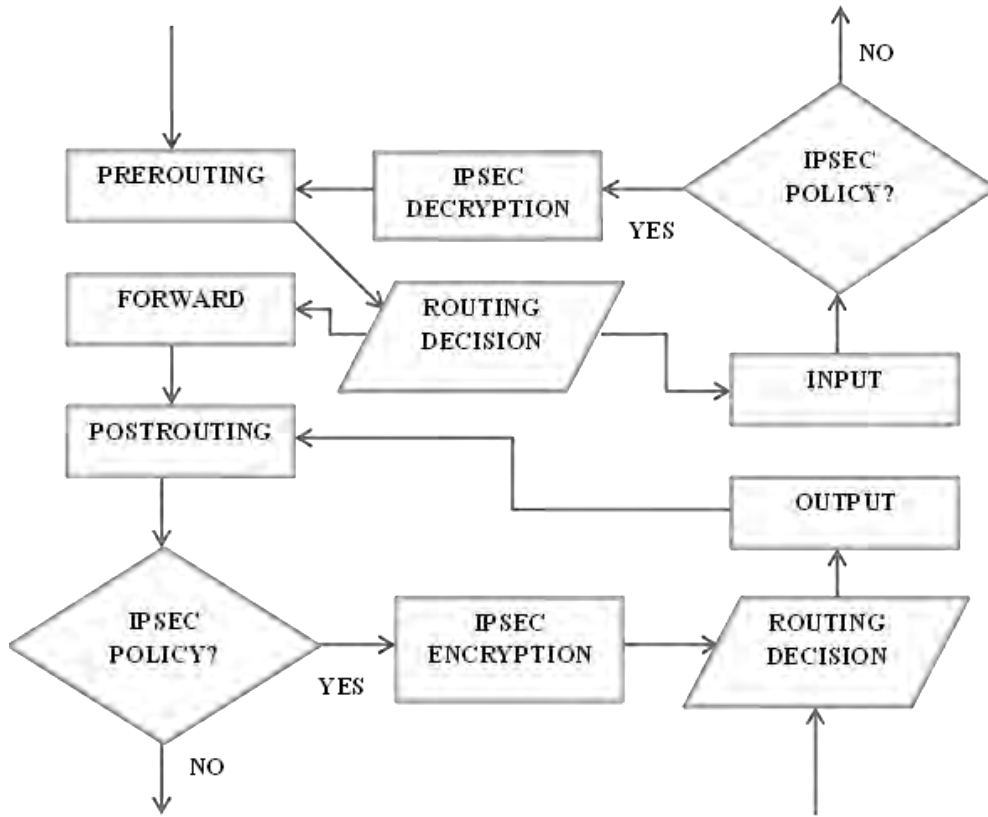 NO
PREROUTING
IPSEC
DECRYPTION
IPSEC
POLICY?
YES
FORWARD
ROUTING
DECISION
INPUT
POSTROUTING
OUTPUT
IPSEC
POLICY?
IPSEC
ENCRYPTION
ROUTING
DECISION
YES
NO